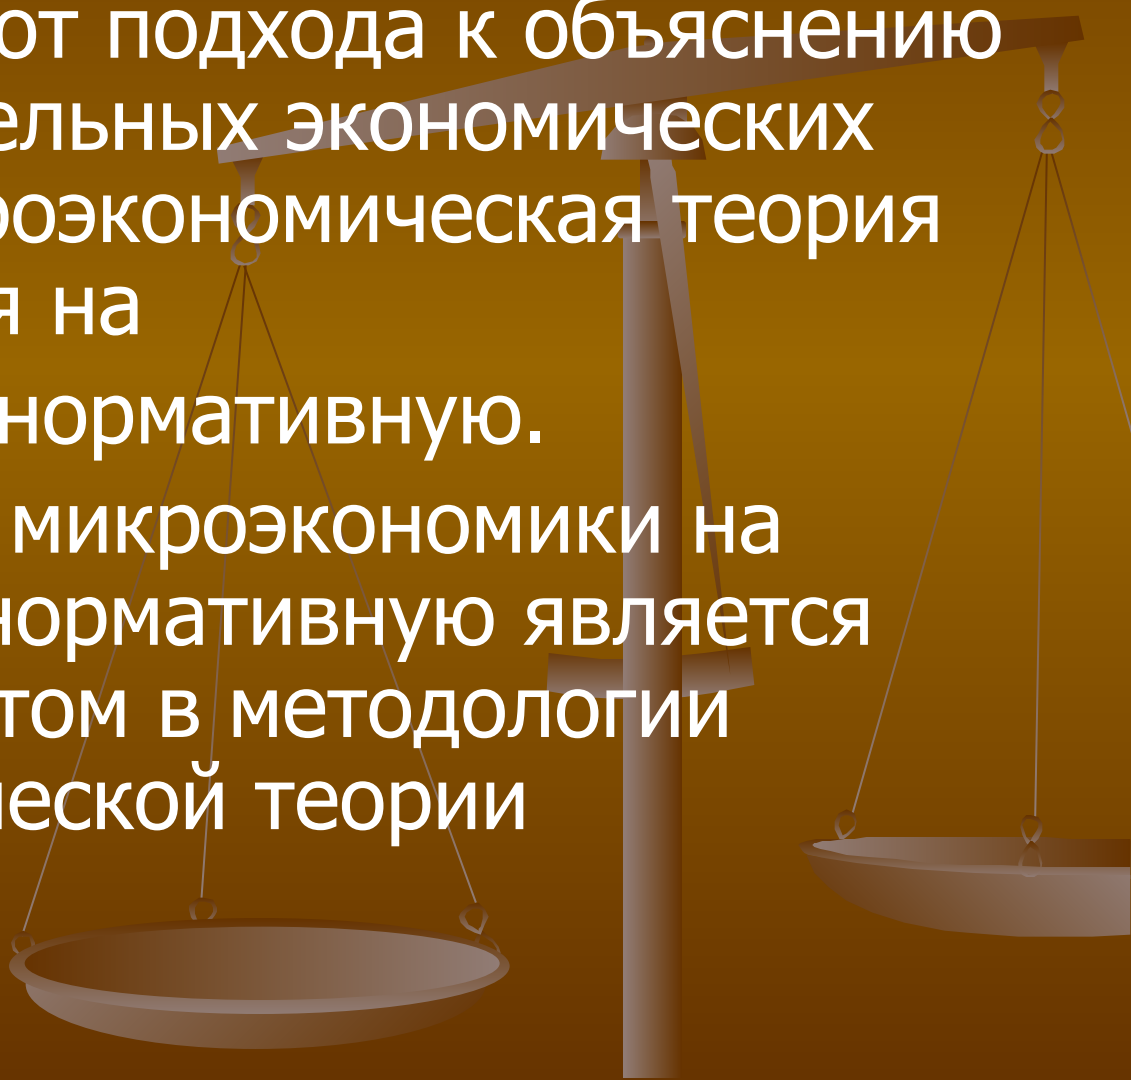 от подхода к объяснению
ельных экономических
роэкономическая теория
я на
нормативную.
микроэкономики на
нормативную является
том в методологии
ческой теории